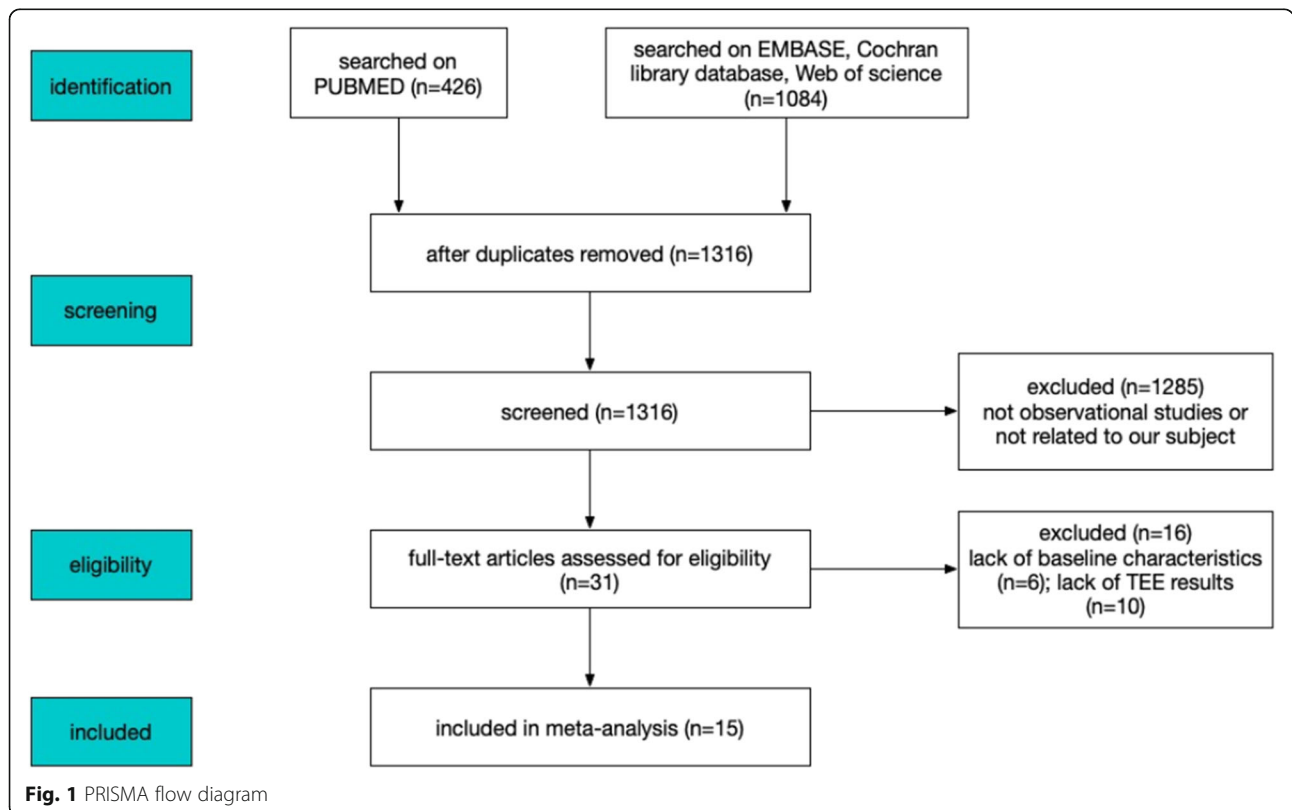 identification
searched on
PUBMED (n=426)
searched on EMBASE, Cochran
library database, Web of science
(n=1084)
after duplicates removed (n=1316)
screening
screened (n=1316)
excluded (n=1285)
not observational studies or
not related to our subject
eligibility
full-text articles assessed for eligibility
(n=31)
excluded (n=16)
lack of baseline characteristics
(n=6); lack of TEE results
(n=10)
included
included in meta-analysis (n=15)
Fig. 1 PRISMA flow diagram